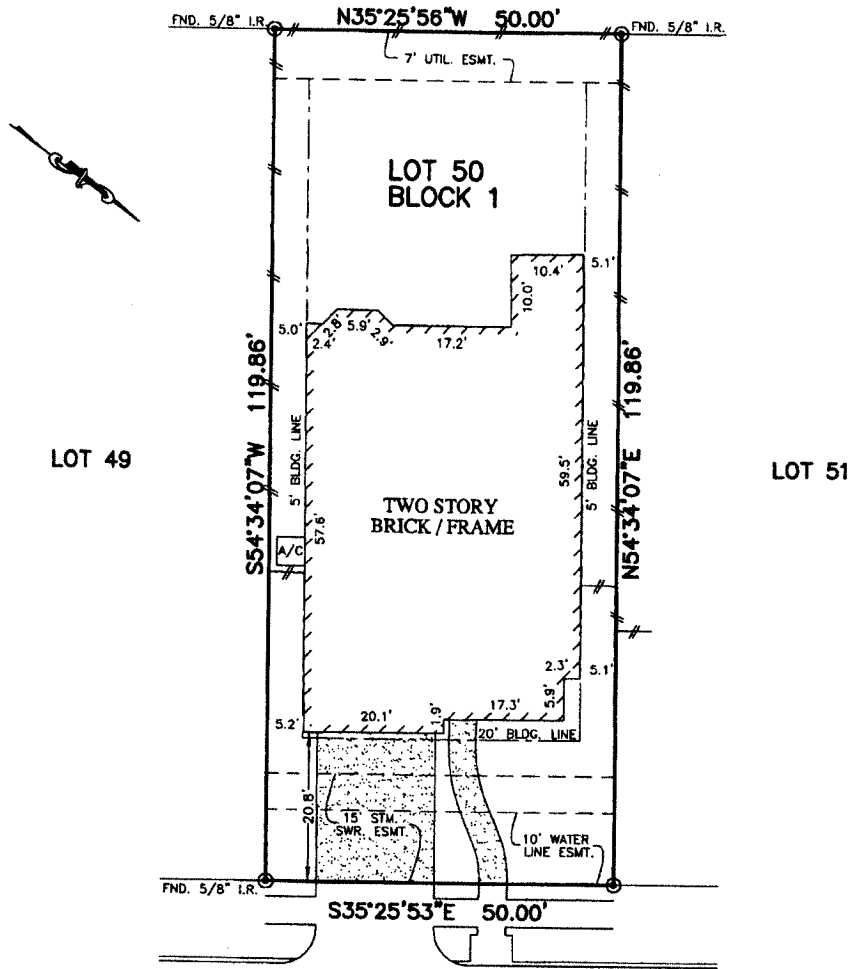 N35°25'56"W 50.00'
FND. 5/8" I.R.
FND. 5/8" I.R.
7' UTIL. ESMT.
LOT 50
BLOCK 1
10.4'
5.1'
10.0'
5.0'
2.4'
2.8'
5.9'
2.9'
17.2'
S54°34'07"W 119.86'
N54°34'07"E 119.86'
LOT 49
LOT 51
5' BLDG. LINE
5' BLDG. LINE
59.5'
57.6'
TWO STORY
BRICK / FRAME
A/C
2.3'
5.1'
5.9'
17.3'
1.9'
20.1'
5.2'
20' BLDG. LINE
20.8'
15' STM.
SWR. ESMT.
10' WATER
LINE ESMT.
FND. 5/8" I.R.
S35°25'53"E 50.00'